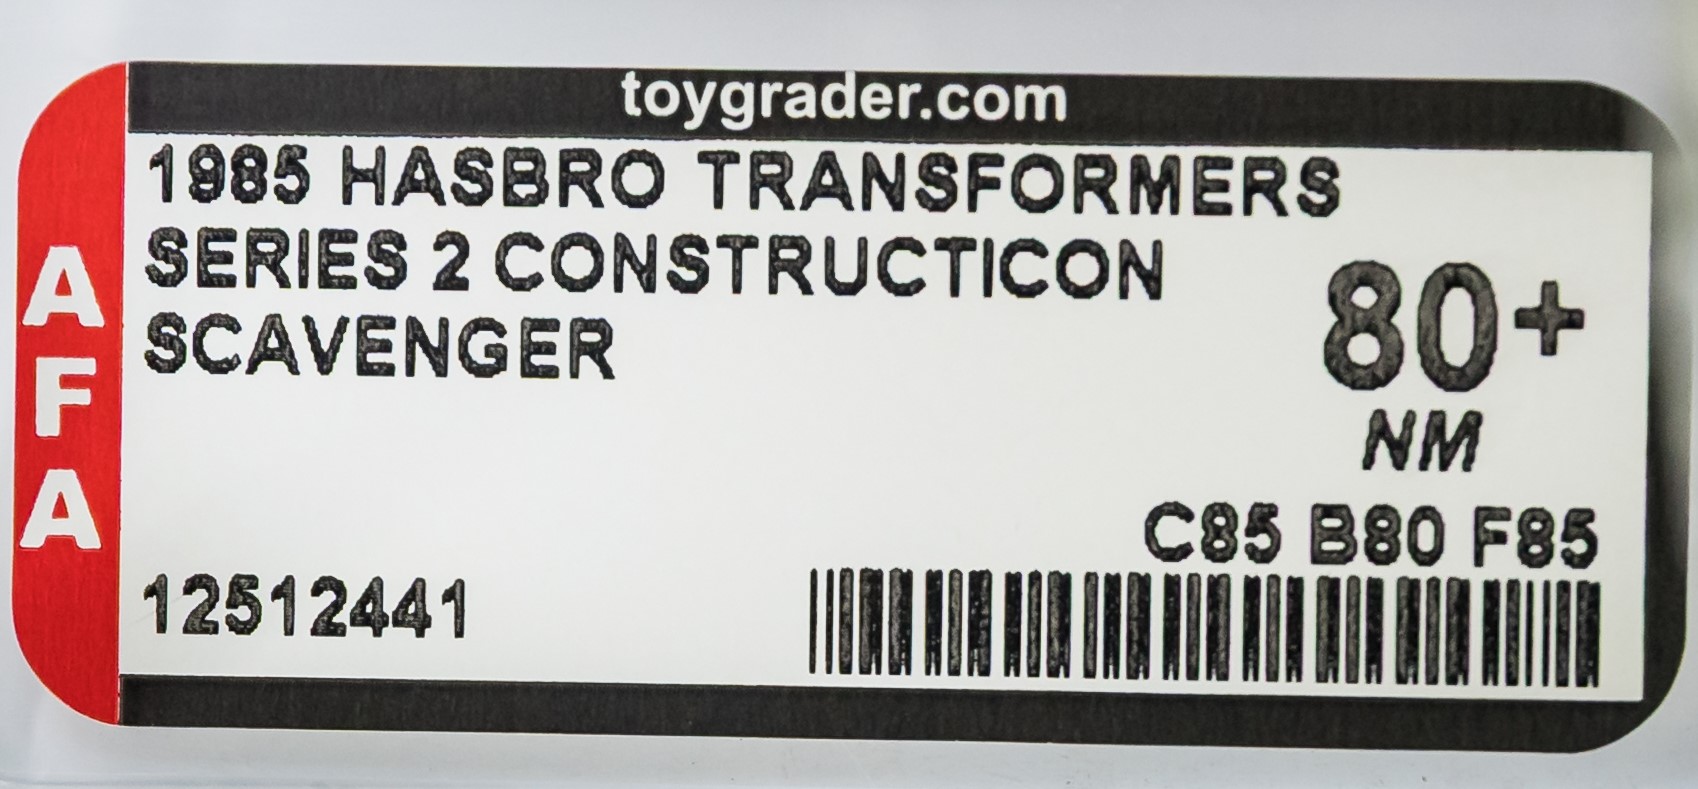 toygrader.com
AFA
1985 HASBRO TRANSFORMERS
SERIES 2 CONSTRUCTICON
SCAVENGER
80+
NM
C85 B80 F85
12512441